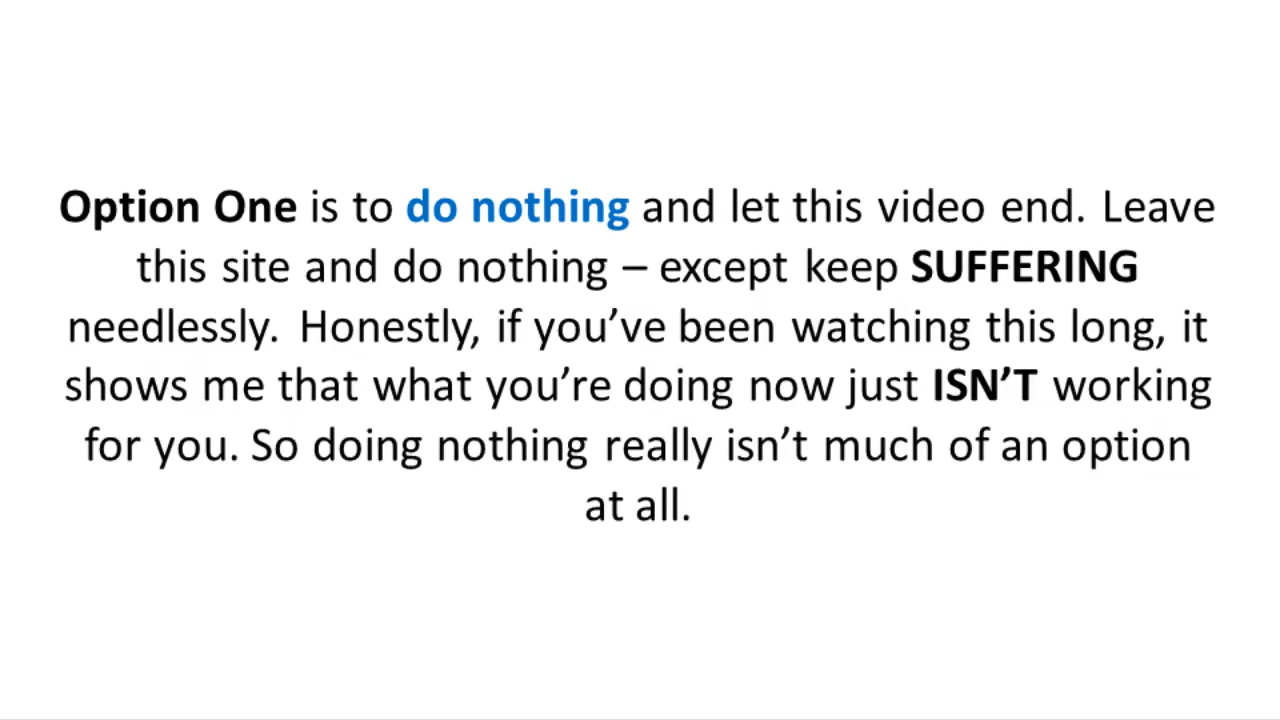 Option One is to do nothing and let this video end. Leave
this site and do nothing – except keep SUFFERING
needlessly. Honestly, if you’ve been watching this long, it
shows me that what you’re doing now just ISN’T working
for you. So doing nothing really isn’t much of an option
at all.